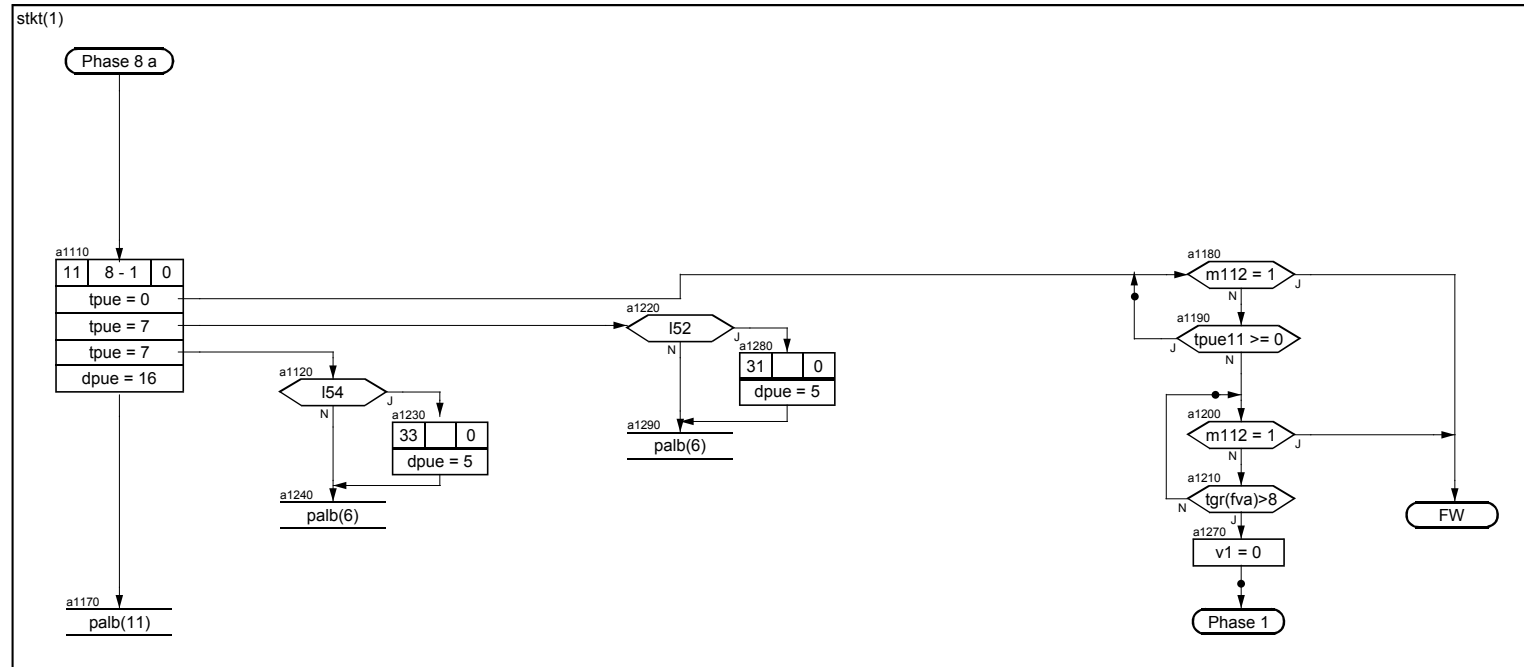 stkt(1)
Phase 8 a
a1110
11 8 - 1 0
tpue = 0
tpue = 7
tpue = 7
dpue = 16
a1120
l54
N
J
a1230
33 0
dpue = 5
a1240
palb(6)
a1170
palb(11)
a1220
l52
N
J
a1280
31 0
dpue = 5
a1290
palb(6)
a1180
m112 = 1
N
J
a1190
tpue11 >= 0
J
N
a1200
m112 = 1
N
J
a1210
tgr(fva)>8
N
J
a1270
v1 = 0
Phase 1
FW